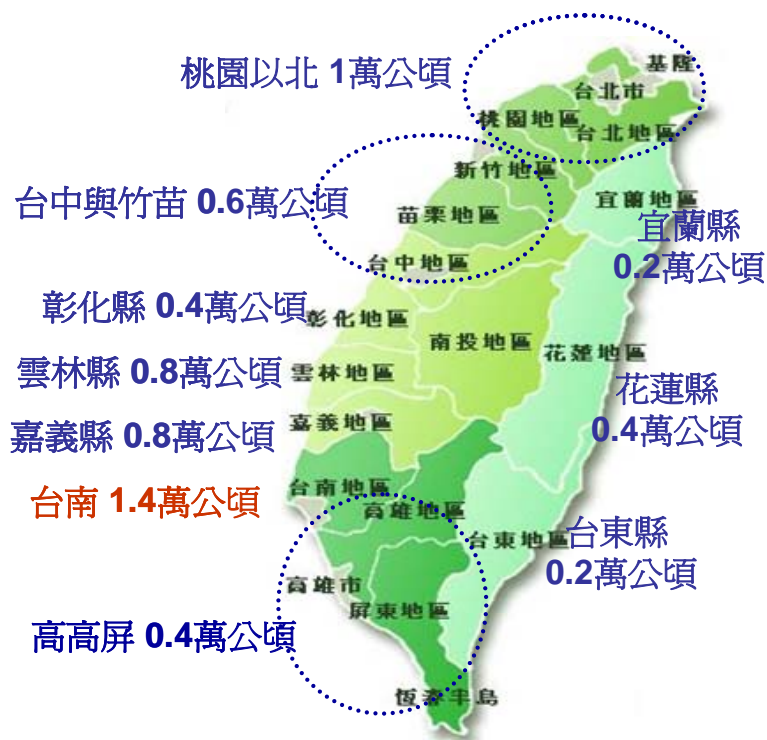 桃園以北 1萬公頃
基隆
台北市
桃園地區
台北地區
新竹地區
台中與竹苗 0.6萬公頃
苗栗地區
宜蘭地區
宜蘭縣
0.2萬公頃
台中地區
彰化縣 0.4萬公頃
彰化地區
南投地區
花蓮地區
雲林縣 0.8萬公頃
雲林地區
花蓮縣
0.4萬公頃
嘉義縣 0.8萬公頃
嘉義地區
台南 1.4萬公頃
台南地區
高雄地區
台東地區
台東縣
0.2萬公頃
高雄市
屏東地區
高高屏 0.4萬公頃
恆春半島